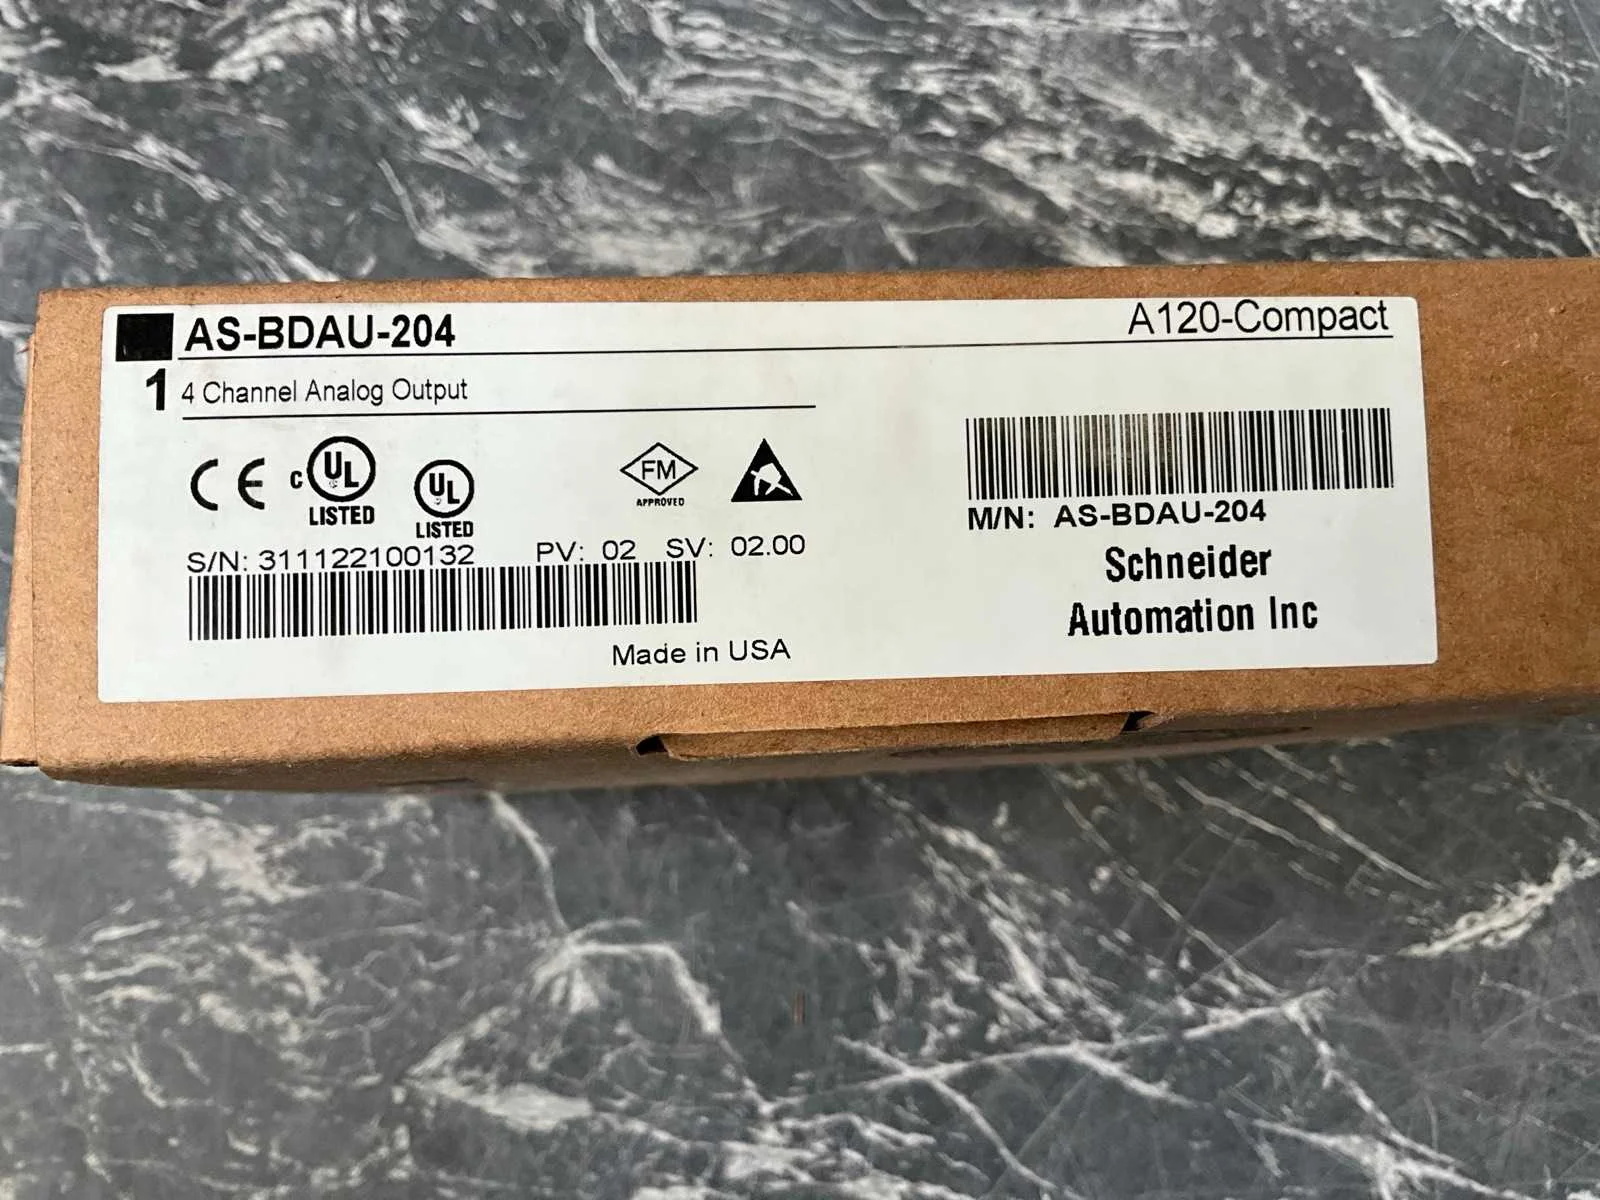 AS-BDAU-204
A120-Compact
1 4 Channel Analog Output
CE
c UL LISTED
UL LISTED
FM APPROVED
S/N: 311122100132 PV: 02 SV: 02.00
M/N: AS-BDAU-204
Schneider
Automation Inc
Made in USA